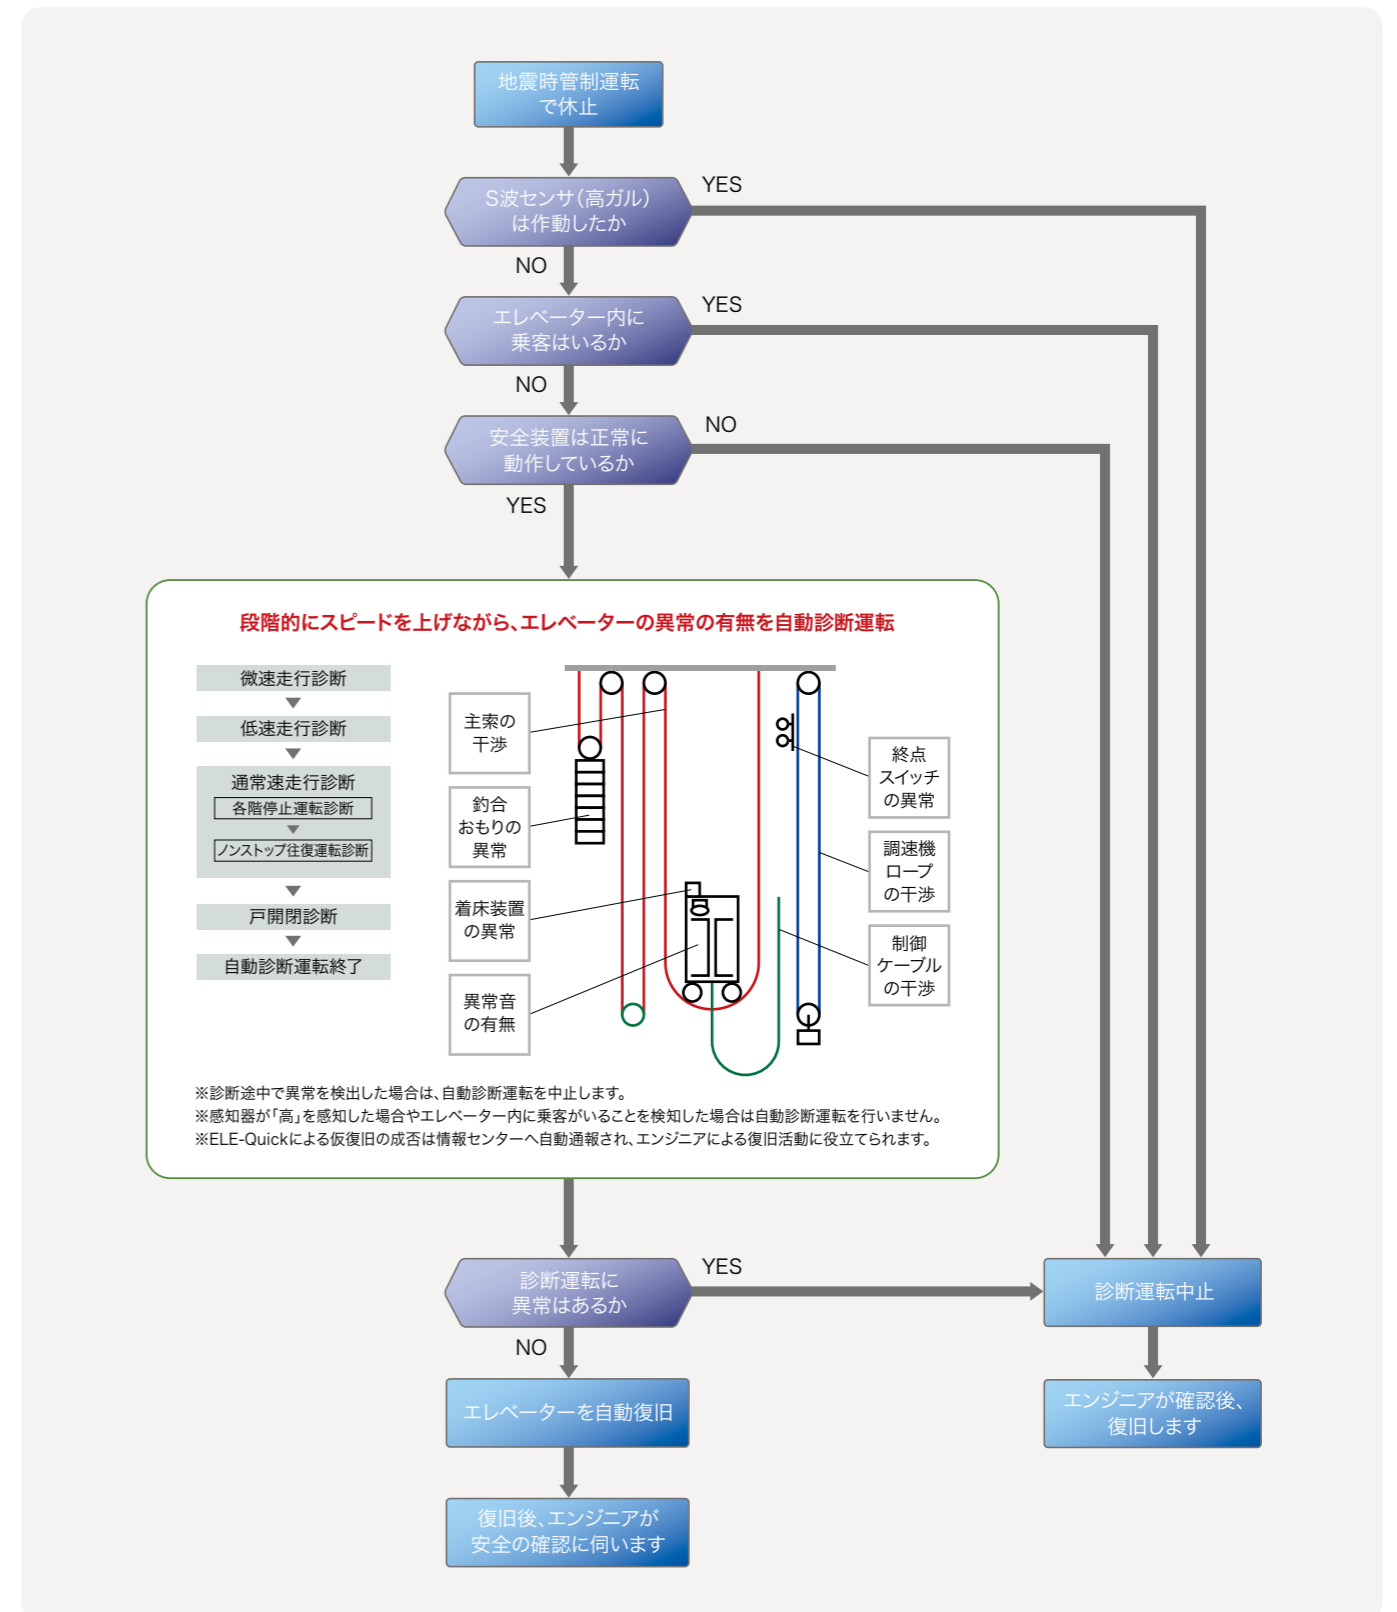 地震時管制運転
で休止
S波センサ（高ガル）
は作動したか
YES
NO
エレベーター内に
乗客はいるか
YES
NO
安全装置は正常に
動作しているか
NO
YES
段階的にスピードを上げながら、エレベーターの異常の有無を自動診断運転
微速走行診断
低速走行診断
通常速走行診断
各階停止運転診断
ノンストップ往復運転診断
戸開閉診断
自動診断運転終了
主索の
干渉
釣合
おもりの
異常
着床装置
の異常
異常音
の有無
終点
スイッチ
の異常
調速機
ロープ
の干渉
制御
ケーブル
の干渉
※診断途中で異常を検出した場合は、自動診断運転を中止します。
※感知器が「高」を感知した場合やエレベーター内に乗客がいることを検知した場合は自動診断運転を行いません。
※ELE-Quickによる仮復旧の成否は情報センターへ自動通報され、エンジニアによる復旧活動に役立てられます。
診断運転に
異常はあるか
YES
NO
診断運転中止
エレベーターを自動復旧
エンジニアが確認後、
復旧します
復旧後、エンジニアが
安全の確認に伺います